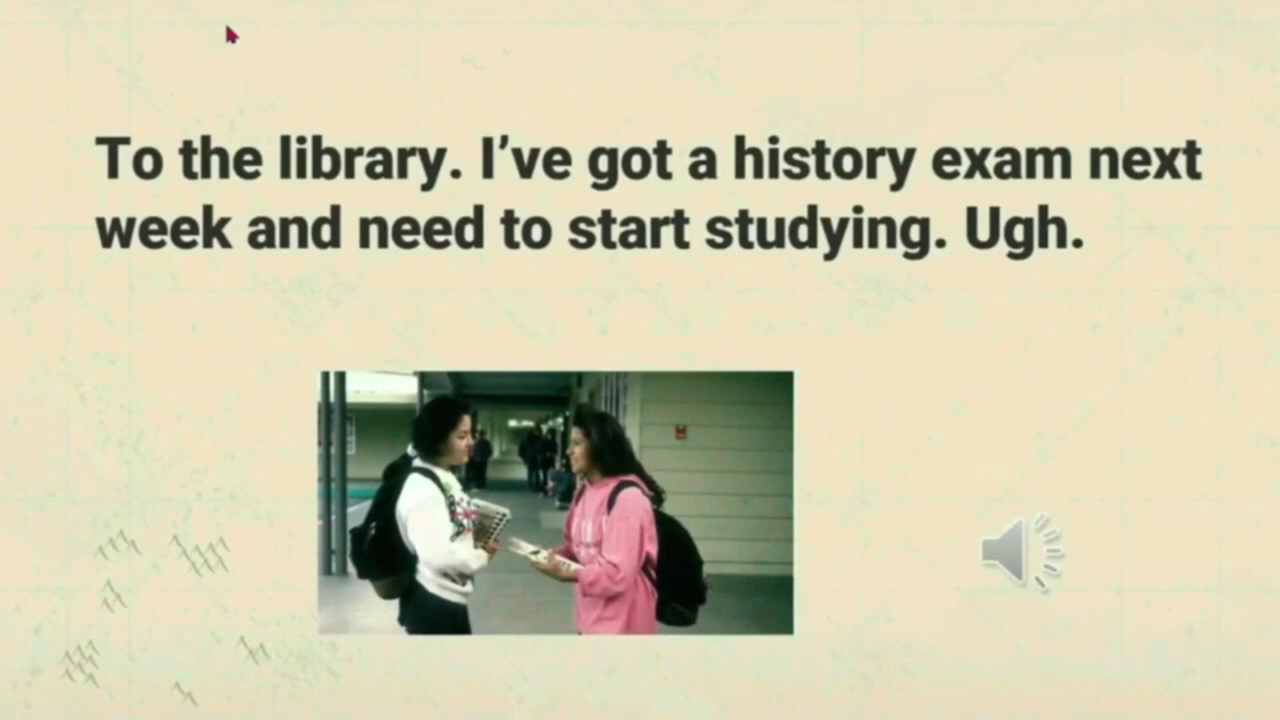 To the library. I’ve got a history exam next
week and need to start studying. Ugh.